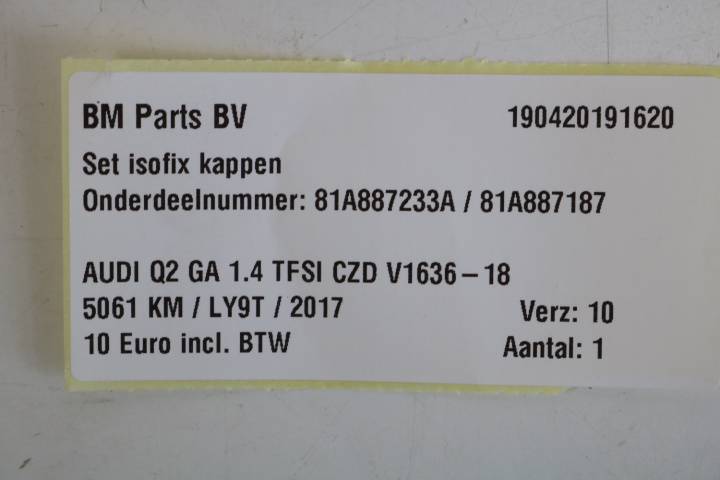 BM Parts BV 190420191620
Set isofix kappen
Onderdeelnummer: 81A887233A / 81A887187
AUDI Q2 GA 1.4 TFSI CZD V1636-18
5061 KM / LY9T / 2017 Verz: 10
10 Euro incl. BTW Aantal: 1